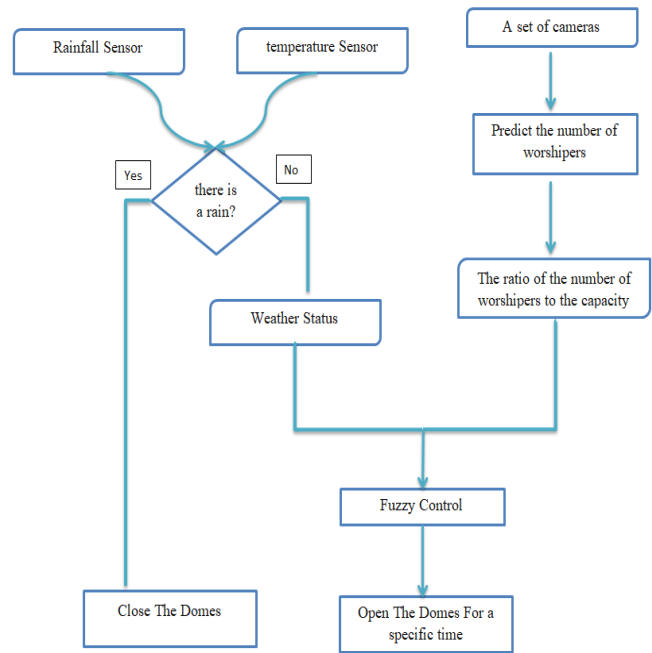 Rainfall Sensor
temperature Sensor
A set of cameras
Predict the number of
worshipers
Yes
No
there is
a rain?
The ratio of the number of
worshipers to the capacity
Weather Status
Fuzzy Control
Close The Domes
Open The Domes For a
specific time